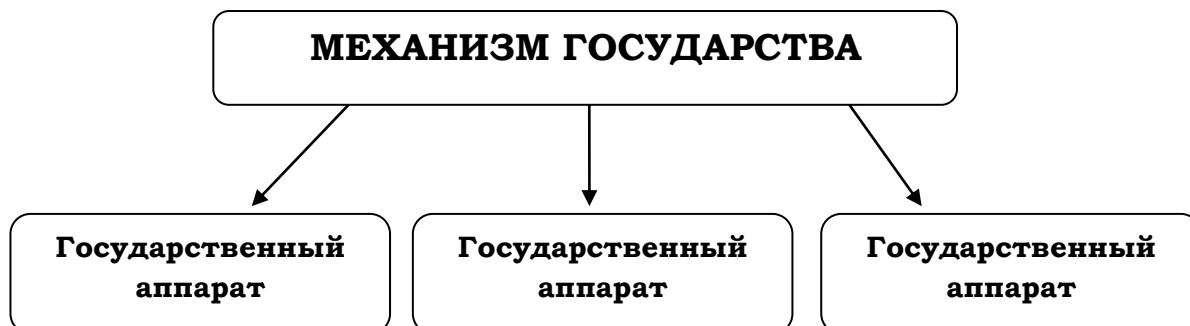 МЕХАНИЗМ ГОСУДАРСТВА
Государственный
аппарат
Государственный
аппарат
Государственный
аппарат